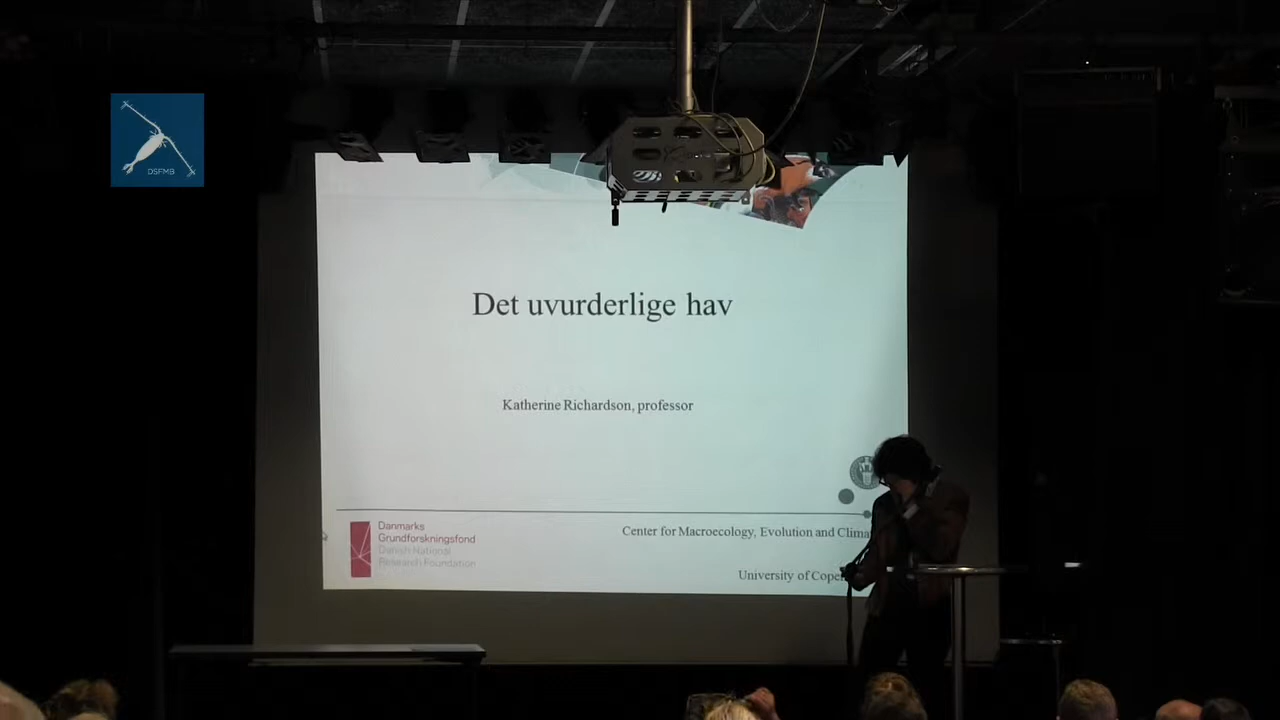 DSFMB
Det uvurderlige hav
Katherine Richardson, professor
Danmarks
Grundforskningsfond
Danish National
Research Foundation
Center for Macroecology, Evolution and Clima
University of Cope